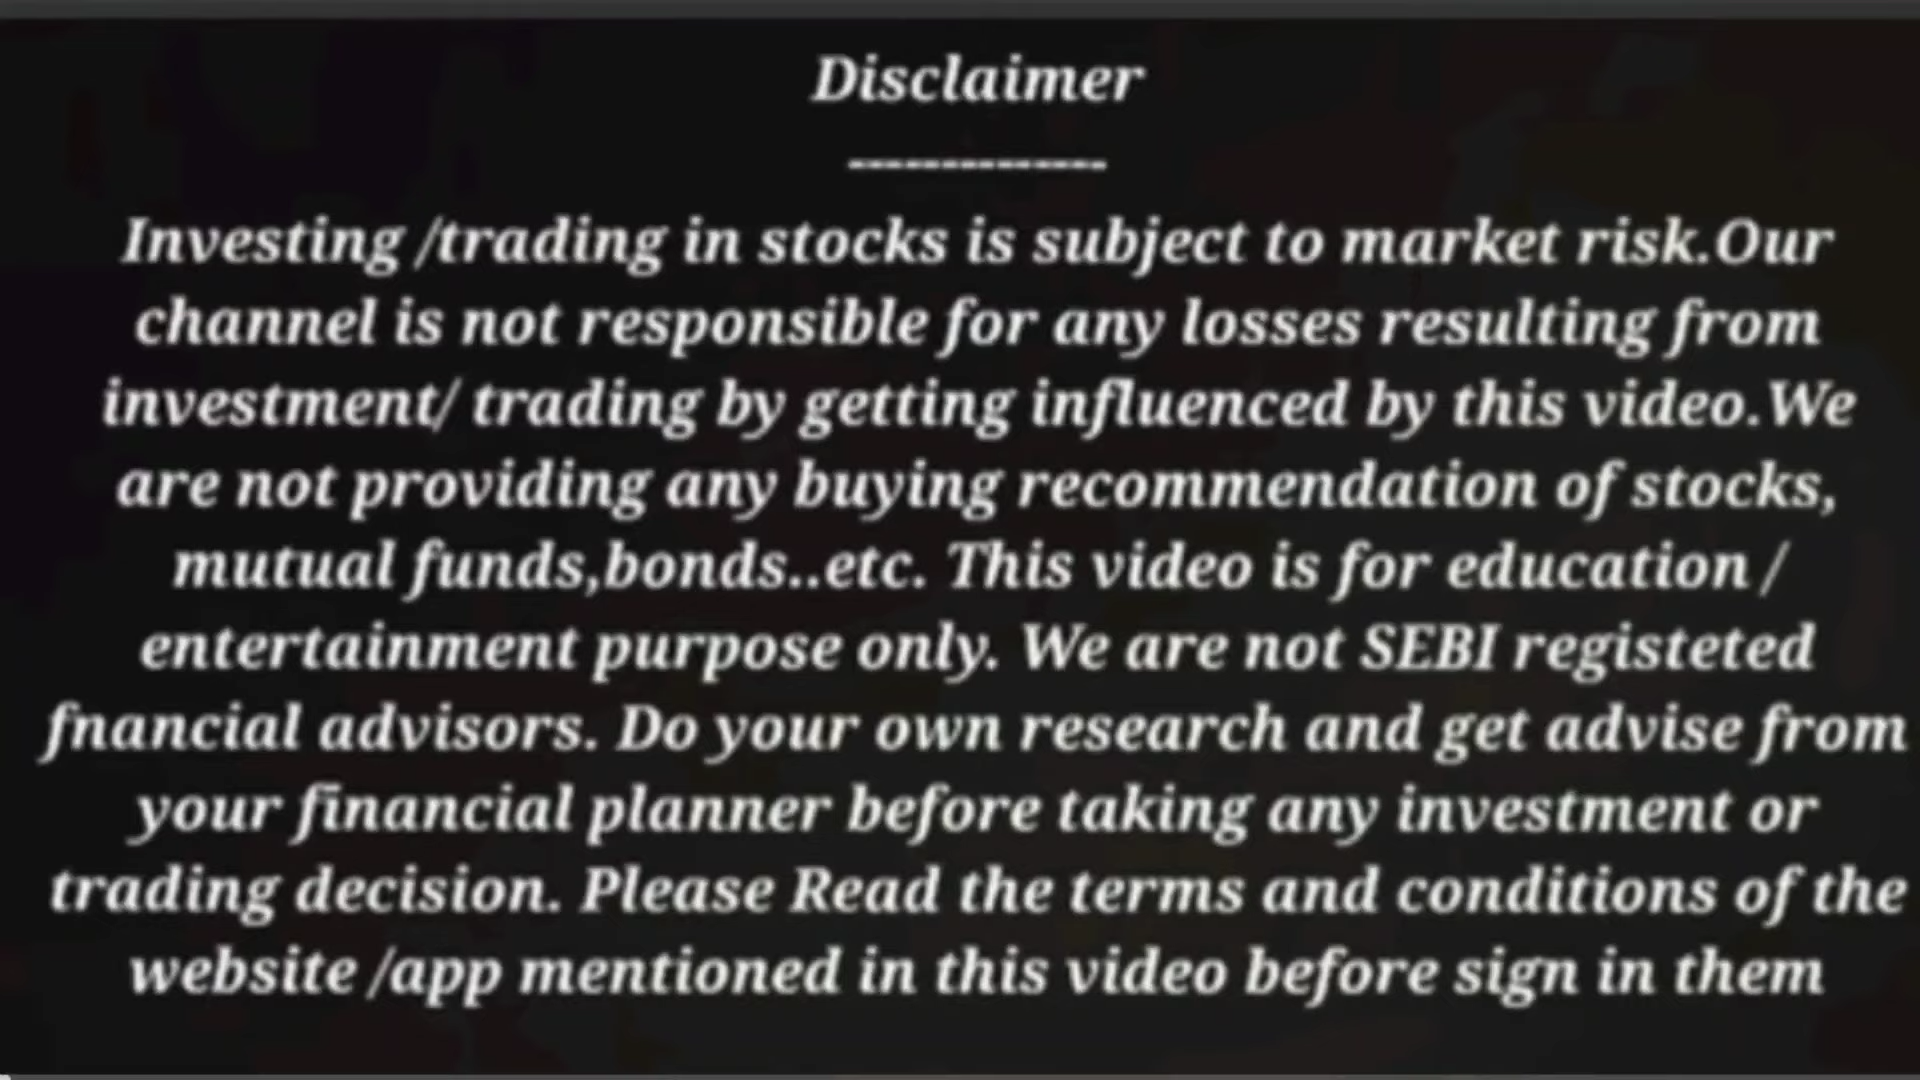 Disclaimer
--------------
Investing /trading in stocks is subject to market risk.Our
channel is not responsible for any losses resulting from
investment/ trading by getting influenced by this video.We
are not providing any buying recommendation of stocks,
mutual funds,bonds..etc. This video is for education /
entertainment purpose only. We are not SEBI registeted
fnancial advisors. Do your own research and get advise from
your financial planner before taking any investment or
trading decision. Please Read the terms and conditions of the
website /app mentioned in this video before sign in them